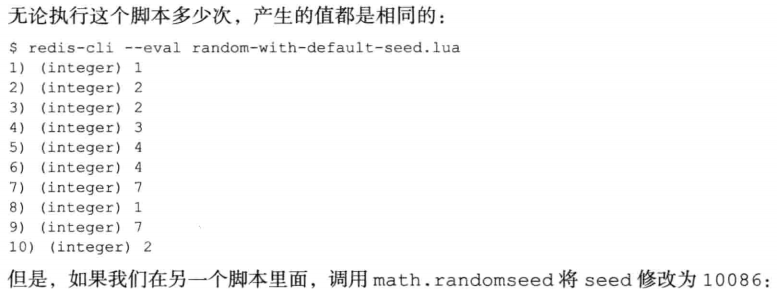 无论执行这个脚本多少次，产生的值都是相同的：
$ redis-cli --eval random-with-default-seed.lua
1) (integer) 1
2) (integer) 2
3) (integer) 2
4) (integer) 3
5) (integer) 4
6) (integer) 4
7) (integer) 7
8) (integer) 1
9) (integer) 7
10) (integer) 2
但是，如果我们在另一个脚本里面，调用 math.randomseed 将 seed 修改为 10086：